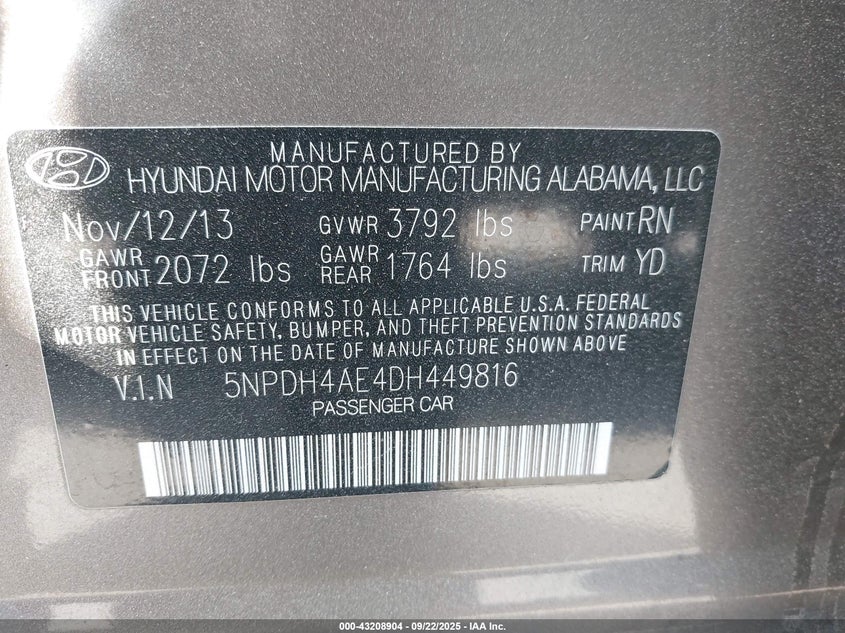 MANUFACTURED BY
HYUNDAI MOTOR MANUFACTURING ALABAMA, LLC
Nov/12/13 GVWR 3792 lbs PAINT RN
GAWR FRONT 2072 lbs GAWR REAR 1764 lbs TRIM YD
THIS VEHICLE CONFORMS TO ALL APPLICABLE U.S.A. FEDERAL
MOTOR VEHICLE SAFETY, BUMPER, AND THEFT PREVENTION STANDARDS
IN EFFECT ON THE DATE OF MANUFACTURE SHOWN ABOVE
V.I.N 5NPDH4AE4DH449816
PASSENGER CAR
000-43208904 - 09/22/2025 - IAA Inc.